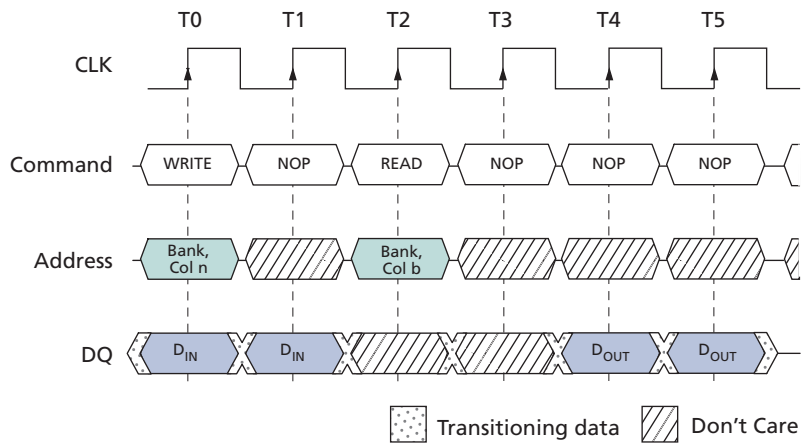 T0 T1 T2 T3 T4 T5
CLK
Command WRITE NOP READ NOP NOP NOP
Address Bank, Col n Bank, Col b
DQ DIN DIN DOUT DOUT
Transitioning data Don't Care